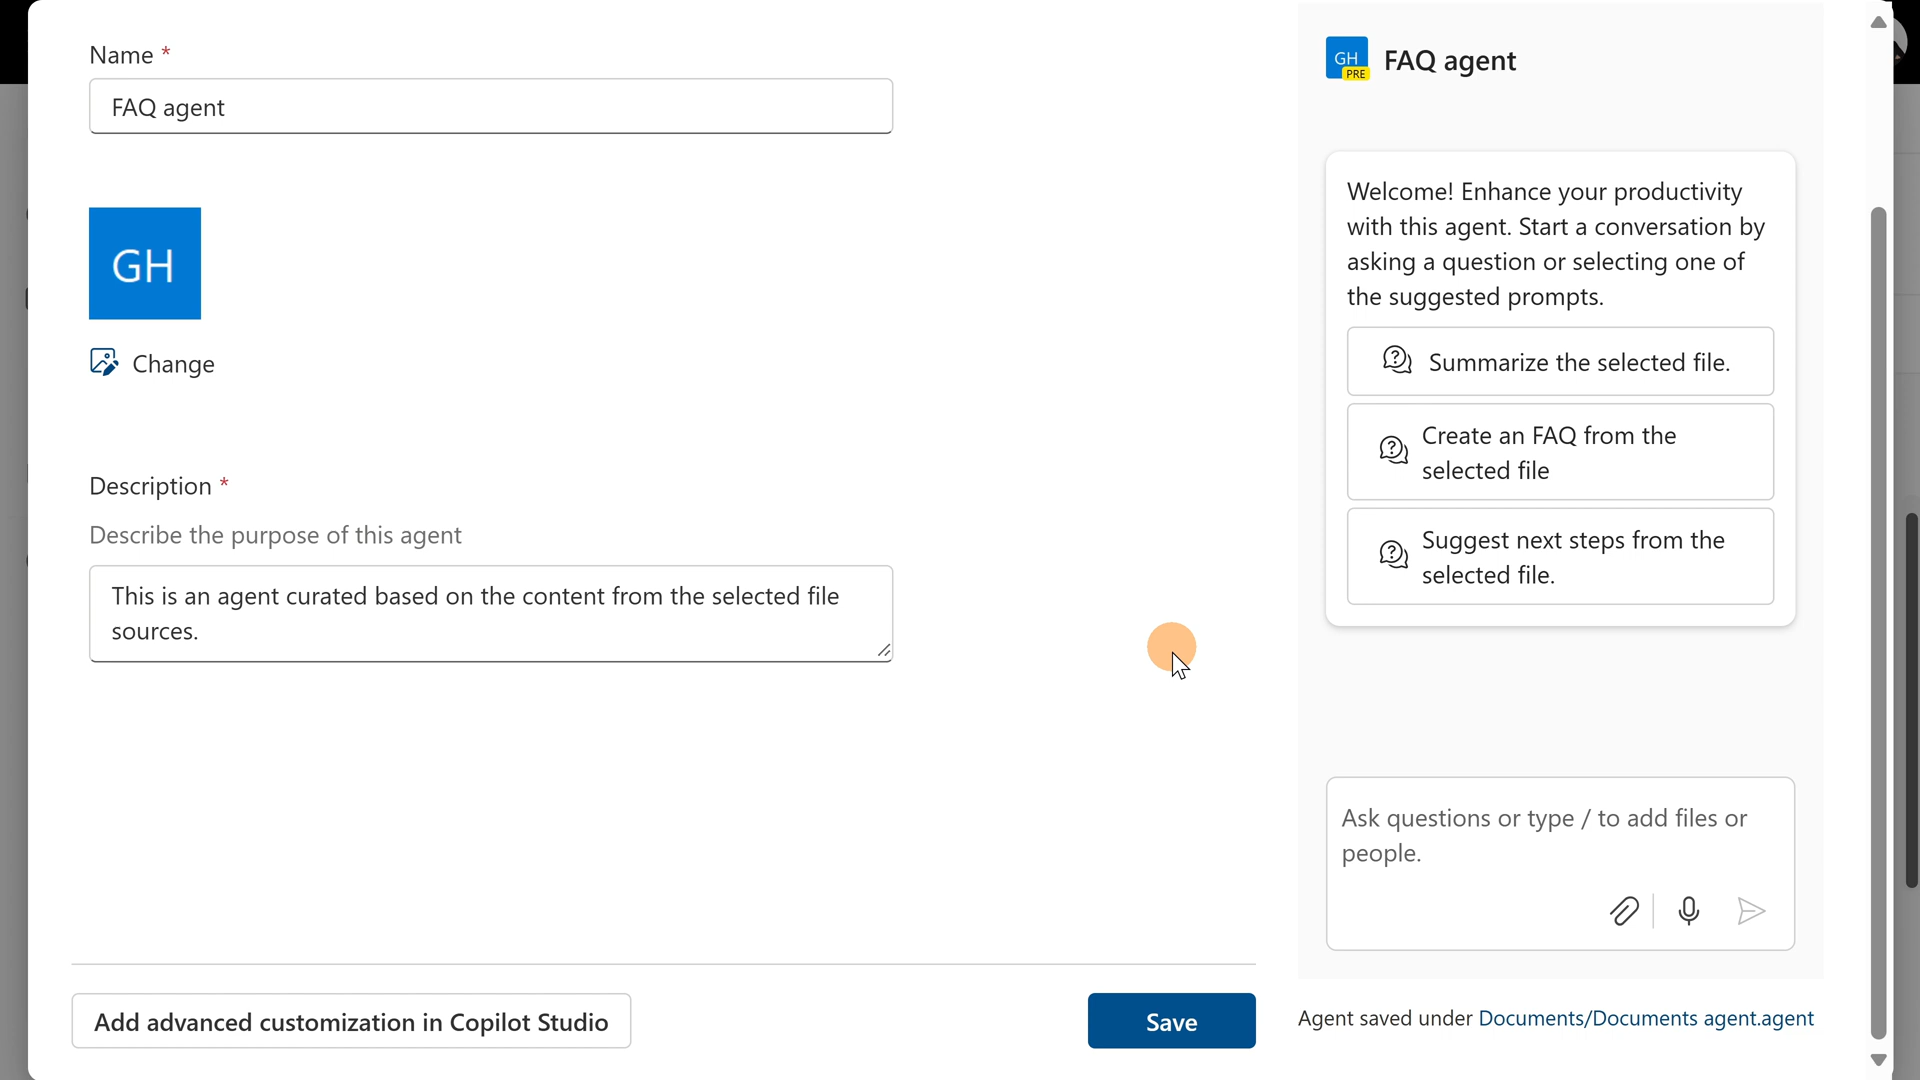 Name *
FAQ agent
GH
Change
Description *
Describe the purpose of this agent
This is an agent curated based on the content from the selected file
sources.
Add advanced customization in Copilot Studio
Save
GH
PRE
FAQ agent
Welcome! Enhance your productivity
with this agent. Start a conversation by
asking a question or selecting one of
the suggested prompts.
Summarize the selected file.
Create an FAQ from the
selected file
Suggest next steps from the
selected file.
Ask questions or type / to add files or
people.
Agent saved under Documents/Documents agent.agent